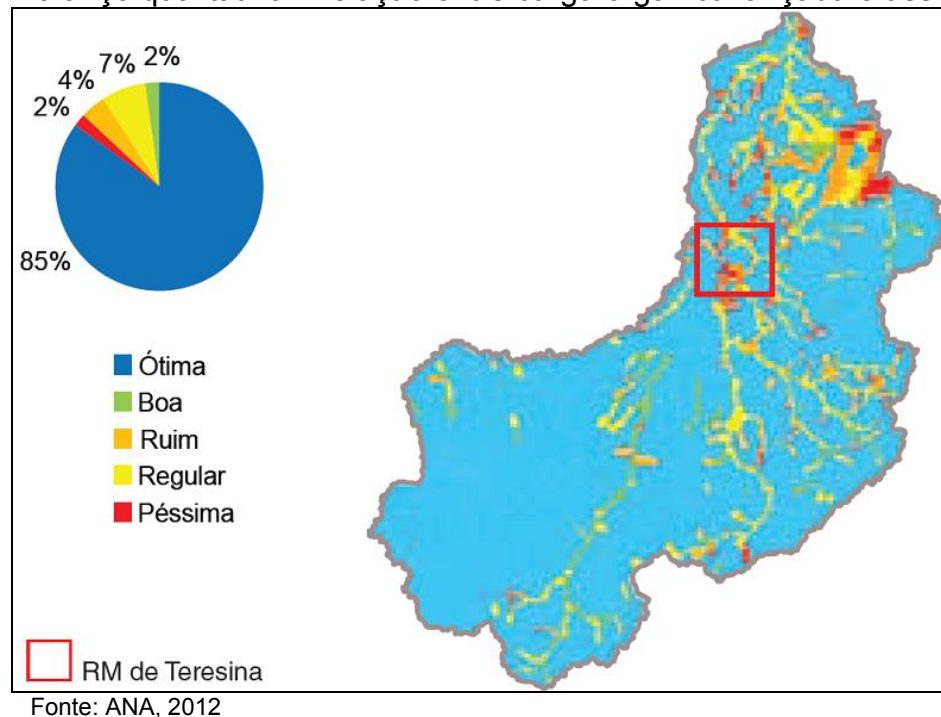 7%
2%
4%
2%
85%
Ótima
Boa
Ruim
Regular
Péssima
RM de Teresina
Fonte: ANA, 2012